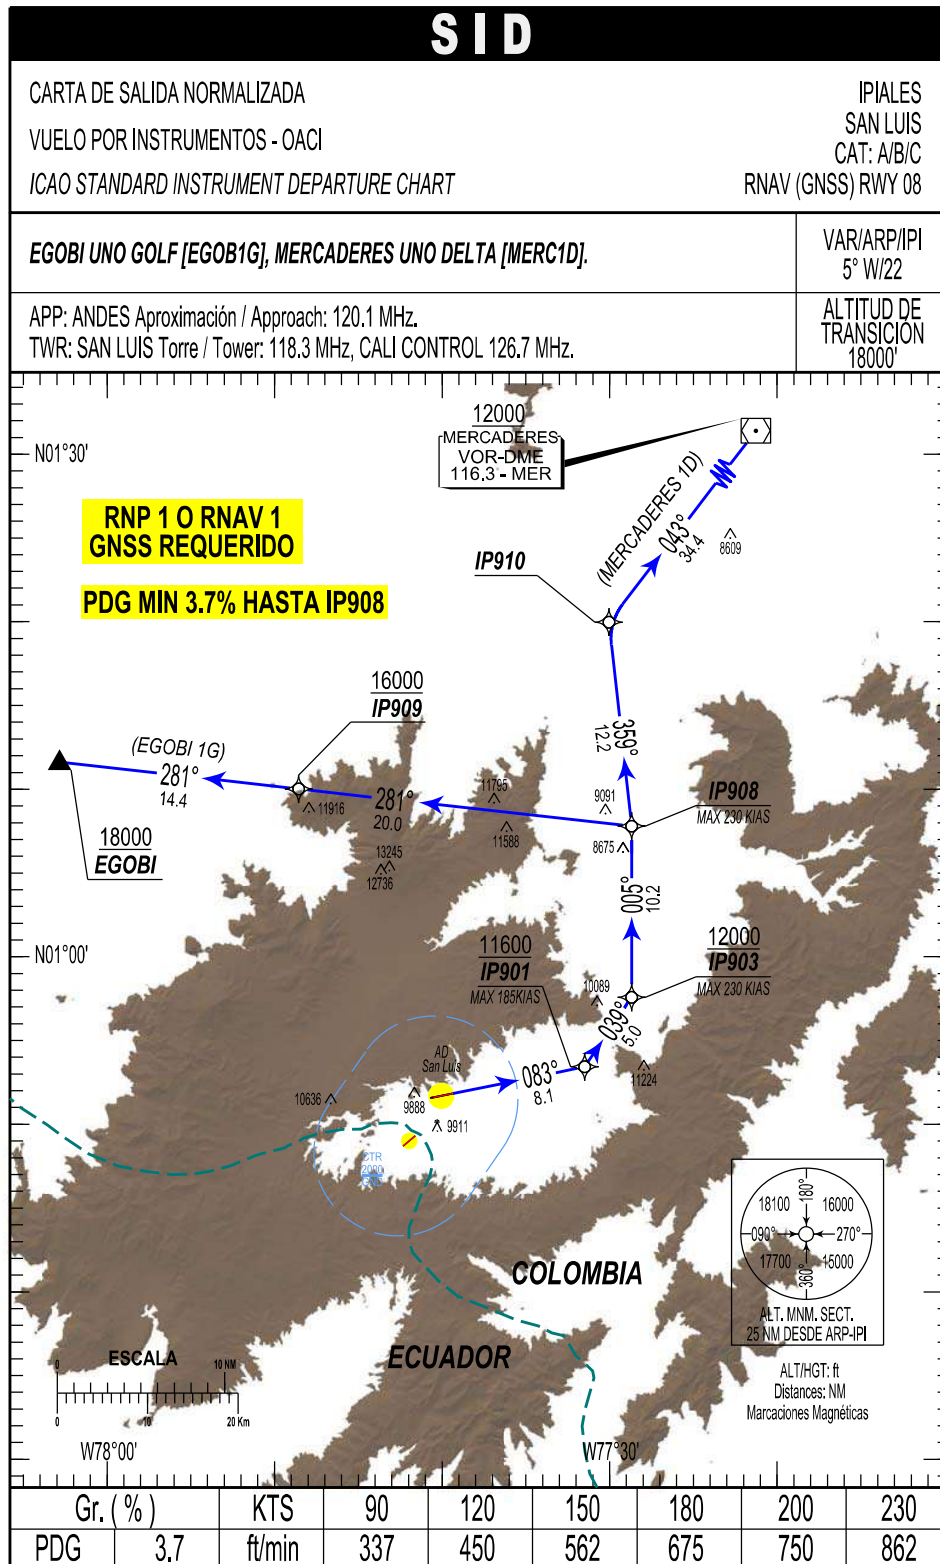 SID
CARTA DE SALIDA NORMALIZADA
VUELO POR INSTRUMENTOS - OACI
ICAO STANDARD INSTRUMENT DEPARTURE CHART
IPIALES
SAN LUIS
CAT: A/B/C
RNAV (GNSS) RWY 08
EGOBI UNO GOLF [EGOB1G], MERCADERES UNO DELTA [MERC1D].
VAR/ARP/IPI
5° W/22
APP: ANDES Aproximación / Approach: 120.1 MHz.
TWR: SAN LUIS Torre / Tower: 118.3 MHz, CALI CONTROL 126.7 MHz.
ALTITUD DE
TRANSICIÓN
18000'
N01°30'
12000
MERCADERES
VOR-DME
116.3 - MER
RNP 1 O RNAV 1
GNSS REQUERIDO
PDG MIN 3.7% HASTA IP908
(MERCADERES 1D)
043°
34.4
8609
IP910
359°
12.2
16000
IP909
(EGOBI 1G)
281°
14.4
18000
EGOBI
11916
281°
20.0
11795
11588
13245
12736
9091
8675
IP908
MAX 230 KIAS
005°
10.2
N01°00'
11600
IP901
MAX 185KIAS
12000
IP903
MAX 230 KIAS
10089
039°
5.0
11224
AD
San Luis
083°
8.1
10636
9888
9911
CTR
2000
180°
18100
16000
090°
270°
17700
15000
360°
ALT. MNM. SECT.
25 NM DESDE ARP-IPI
COLOMBIA
ECUADOR
ESCALA
0
10 NM
0
10
20 Km
ALT/HGT: ft
Distances: NM
Marcaciones Magnéticas
W78°00'
W77°30'
Gr. ( % ) KTS 90 120 150 180 200 230
PDG 3.7 ft/min 337 450 562 675 750 862